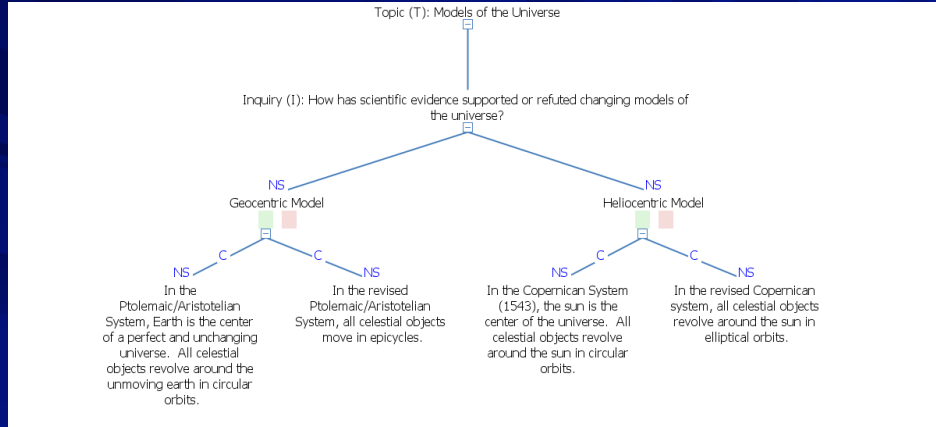 Topic (T): Models of the Universe
Inquiry (I): How has scientific evidence supported or refuted changing models of
the universe?
NS
Geocentric Model
NS
Heliocentric Model
C
C
NS
In the
Ptolemaic/Aristotelian
System, Earth is the center
of a perfect and unchanging
universe. All celestial
objects revolve around the
unmoving earth in circular
orbits.
NS
In the revised
Ptolemaic/Aristotelian
System, all celestial objects
move in epicycles.
C
C
NS
In the Copernican System
(1543), the sun is the
center of the universe. All
celestial objects revolve
around the sun in circular
orbits.
NS
In the revised Copernican
system, all celestial objects
revolve around the sun in
elliptical orbits.